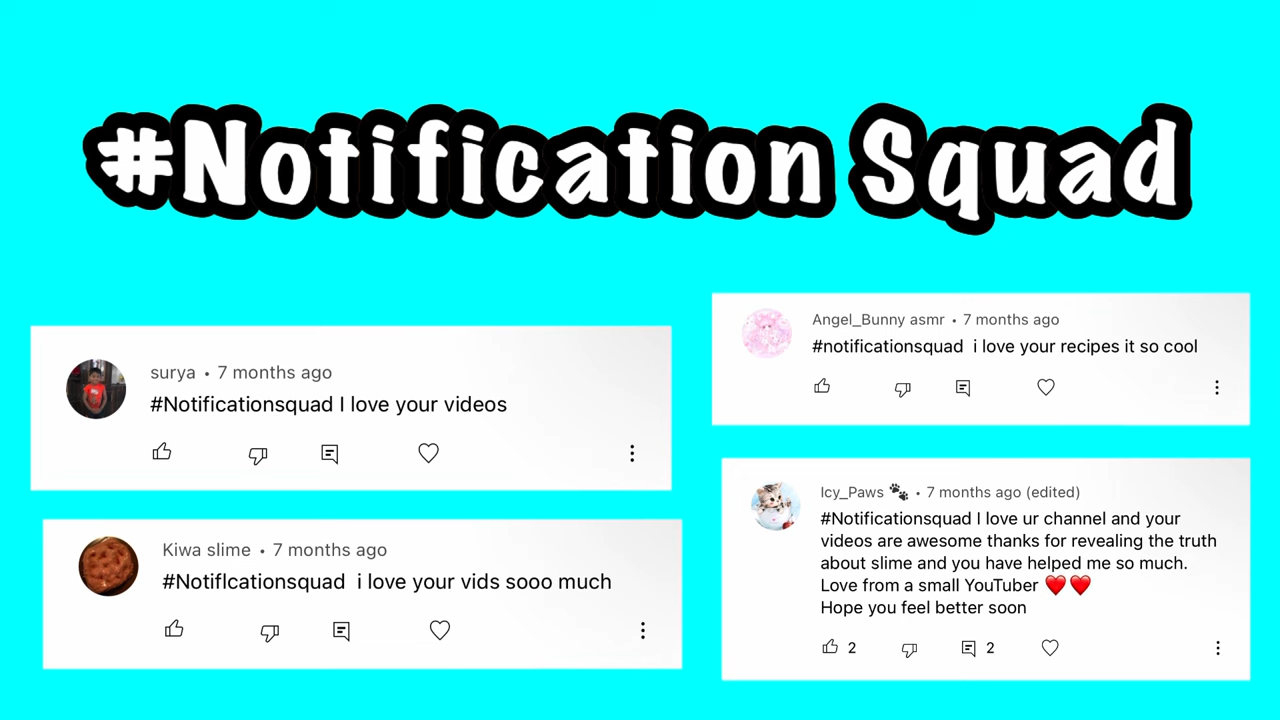 #Notification Squad
surya • 7 months ago
#Notificationsquad I love your videos
Kiwa slime • 7 months ago
#Notiflcationsquad i love your vids sooo much
Angel_Bunny asmr • 7 months ago
#notificationsquad i love your recipes it so cool
Icy_Paws 🐾 • 7 months ago (edited)
#Notificationsquad I love ur channel and your
videos are awesome thanks for revealing the truth
about slime and you have helped me so much.
Love from a small YouTuber ❤️❤️
Hope you feel better soon
2 2